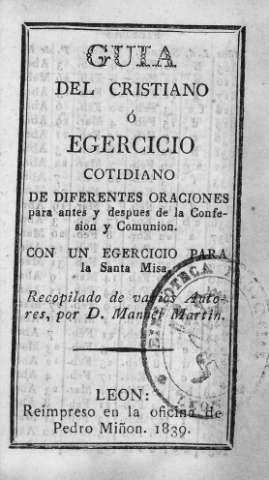 GUIA
DEL CRISTIANO
ó
EGERCICIO
COTIDIANO
DE DIFERENTES ORACIONES
para antes y despues de la Confe-
sion y Comunion.
CON UN EGERCICIO PARA
la Santa Misa.
Recopilado de varios Auto-
res, por D. Manuel Martin.
LEON:
Reimpreso en la oficina de
Pedro Miñon. 1839.
BIBLIOTECA